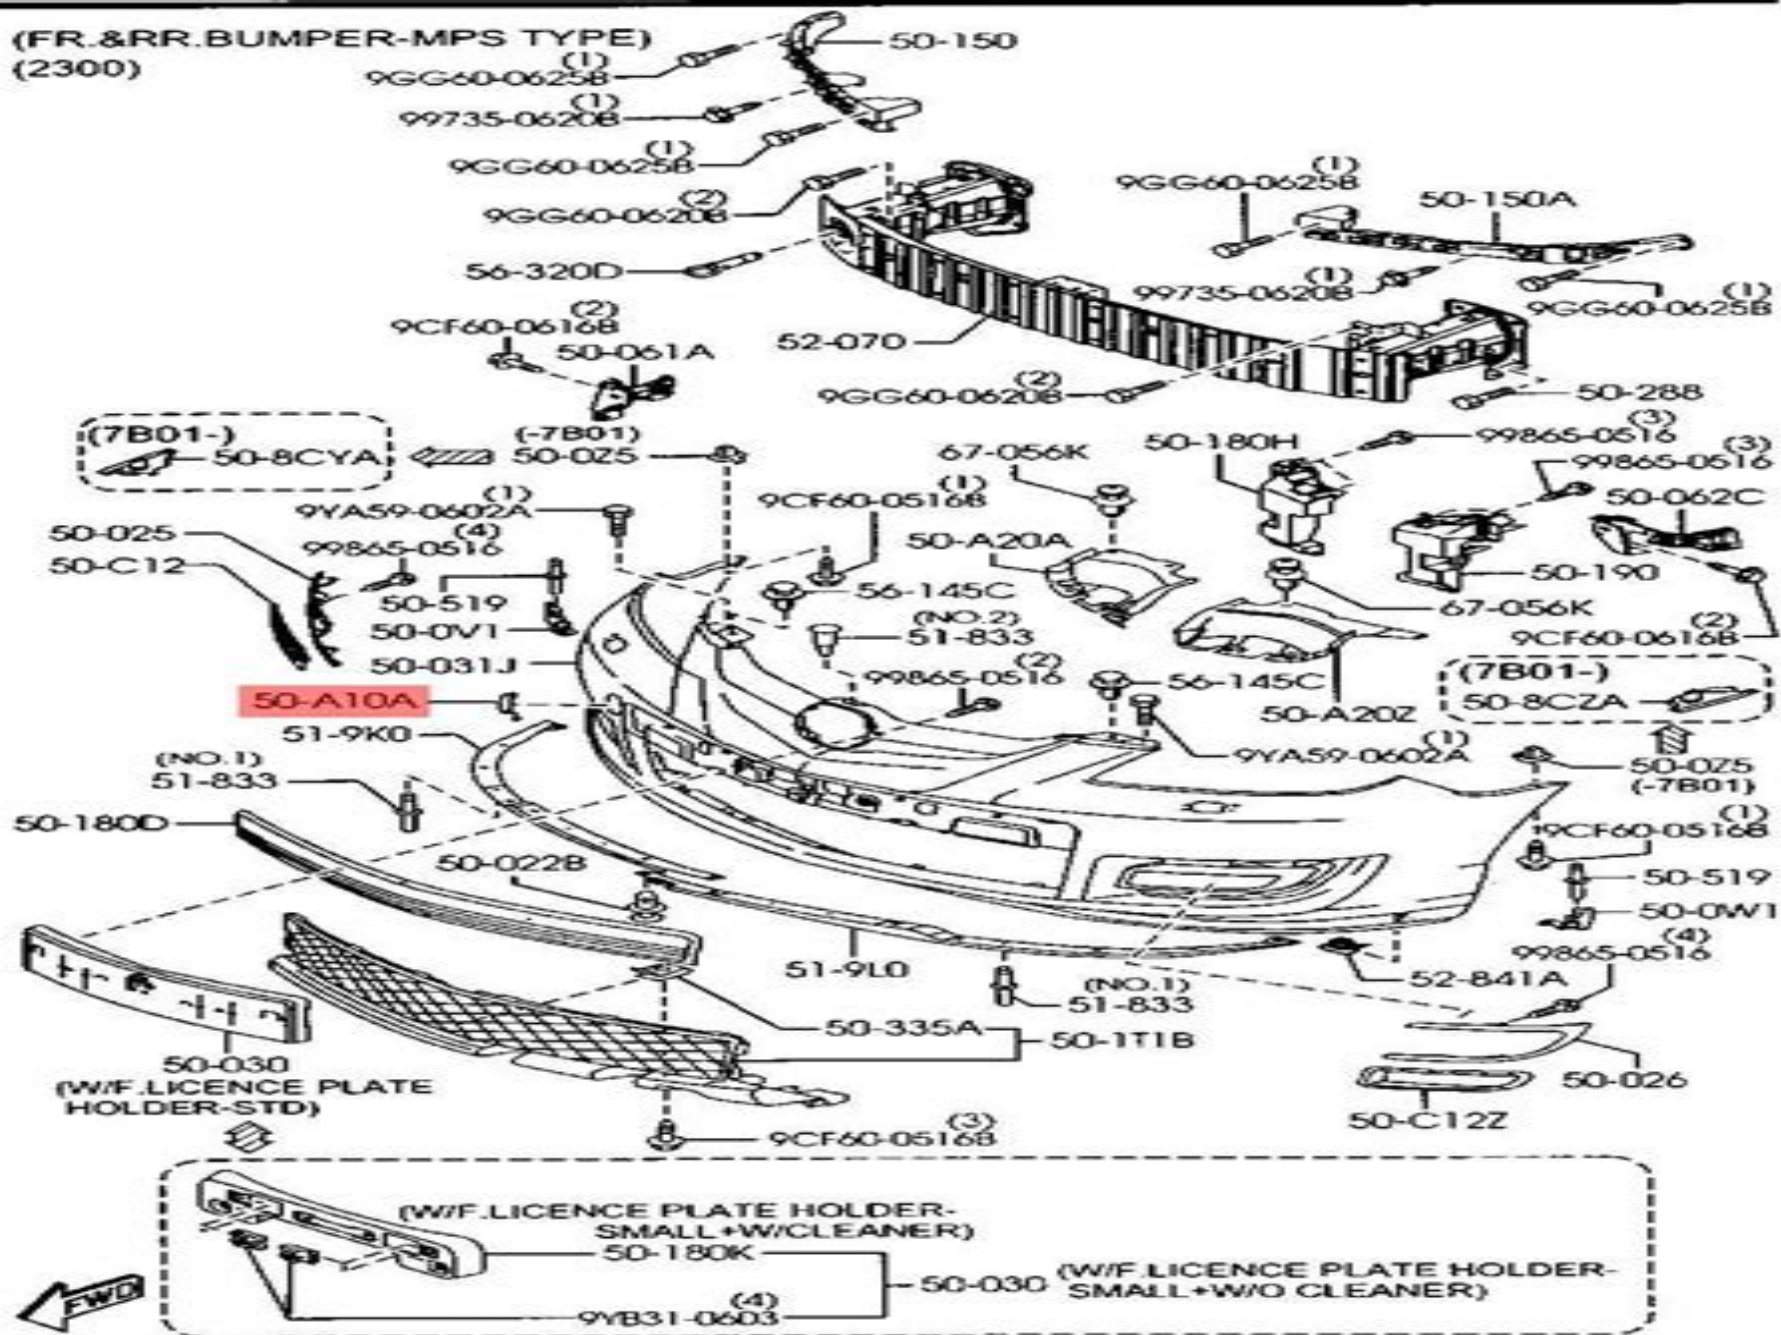 (FR.&RR.BUMPER-MPS TYPE)
(2300)
50-150
(1)
9GG60-0625B
(1)
99735-0620B
(1)
9GG60-0625B
(2)
9GG60-0620B
(1)
9GG60-0625B
50-150A
56-320D
(1)
99735-0620B
(1)
9GG60-0625B
(2)
9CF60-0616B
50-061A
52-070
(2)
9GG60-0620B
50-288
(7B01-)
50-8CYA
(-7B01)
50-0Z5
67-056K
50-180H
(3)
99865-0516
(3)
99865-0516
(1)
9YA59-0602A
(1)
9CF60-0516B
50-062C
50-025
(4)
99865-0516
50-C12
50-A20A
50-190
50-519
56-145C
67-056K
50-0V1
(NO.2)
51-833
(2)
9CF60-0616B
50-031J
(2)
99865-0516
56-145C
(7B01-)
50-8CZA
50-A10A
50-A20Z
51-9K0
(1)
9YA59-0602A
50-0Z5
(-7B01)
(NO.1)
51-833
50-180D
(1)
9CF60-0516B
50-022B
50-519
50-0W1
51-9L0
(4)
99865-0516
52-841A
(NO.1)
51-833
50-335A
50-1T1B
50-030
(W/F.LICENCE PLATE
HOLDER-STD)
50-026
50-C12Z
(3)
9CF60-0516B
(W/F.LICENCE PLATE HOLDER-
SMALL+W/CLEANER)
50-180K
50-030
(W/F.LICENCE PLATE HOLDER-
SMALL+W/O CLEANER)
(4)
9YB31-0603
FWD